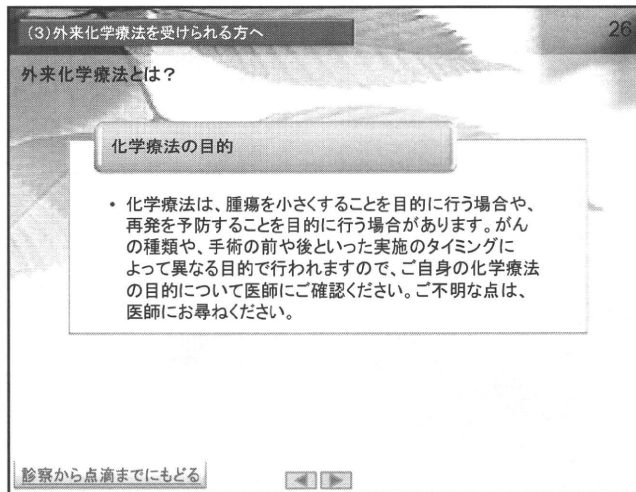 (3)外来化学療法を受けられる方へ
26
外来化学療法とは？
化学療法の目的
• 化学療法は、腫瘍を小さくすることを目的に行う場合や、
再発を予防することを目的に行う場合があります。がん
の種類や、手術の前や後といった実施のタイミングに
よって異なる目的で行われますので、ご自身の化学療法
の目的について医師にご確認ください。ご不明な点は、
医師にお尋ねください。
診察から点滴までにもどる